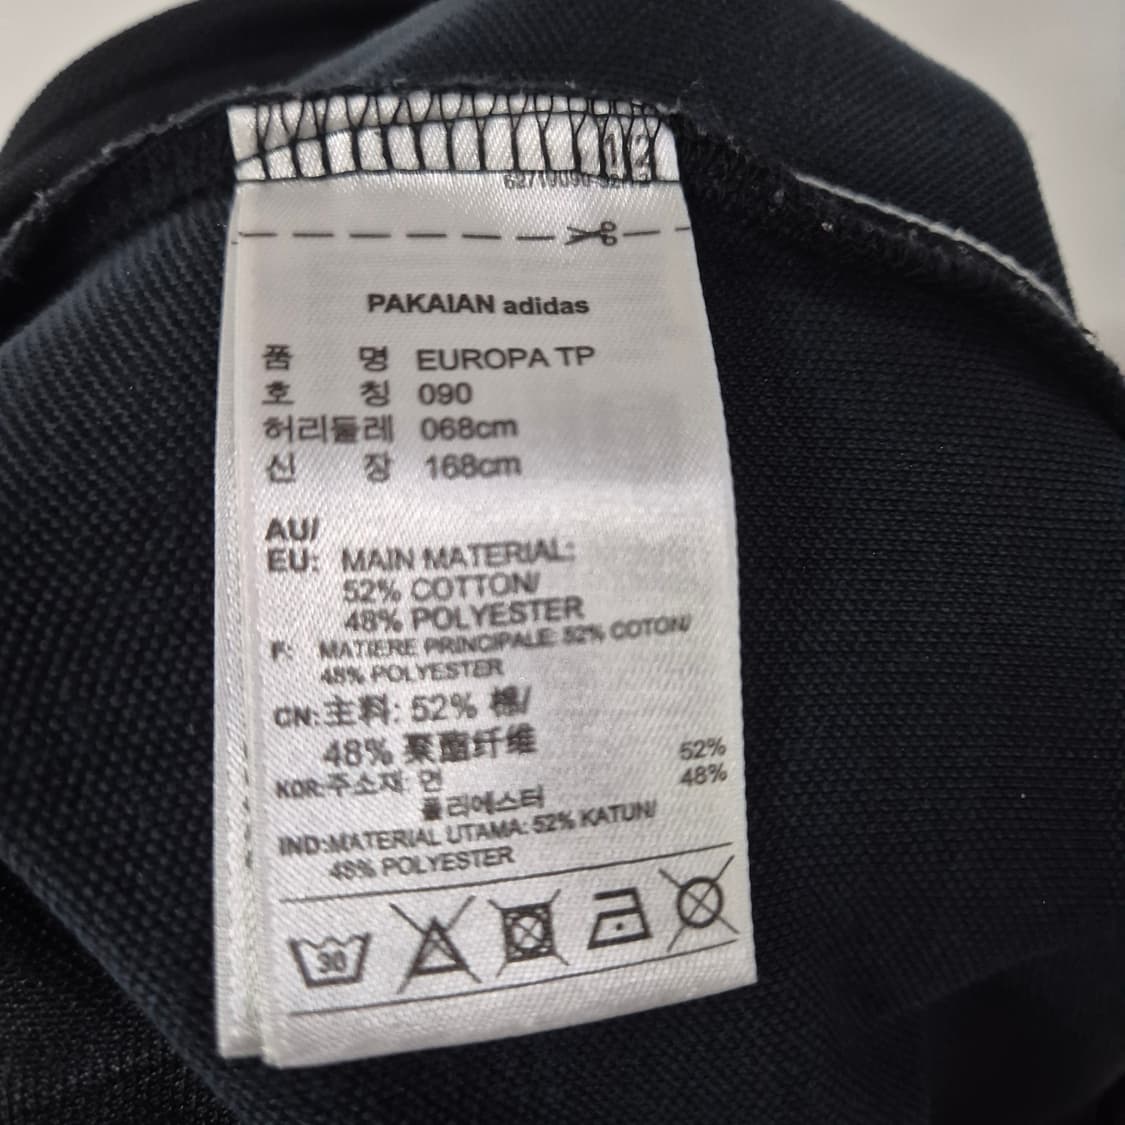 1 2
PAKAIAN adidas
품 명 EUROPA TP
호 칭 090
허리둘레 068cm
신 장 168cm
AU/
EU: MAIN MATERIAL:
52% COTTON/
48% POLYESTER
F: MATIERE PRINCIPALE: 52% COTON/
48% POLYESTER
CN: 主料: 52% 棉/
48% 聚酯纤维
KOR: 주소재: 면 52%
폴리에스터 48%
IND: MATERIAL UTAMA: 52% KATUN/
48% POLYESTER
30